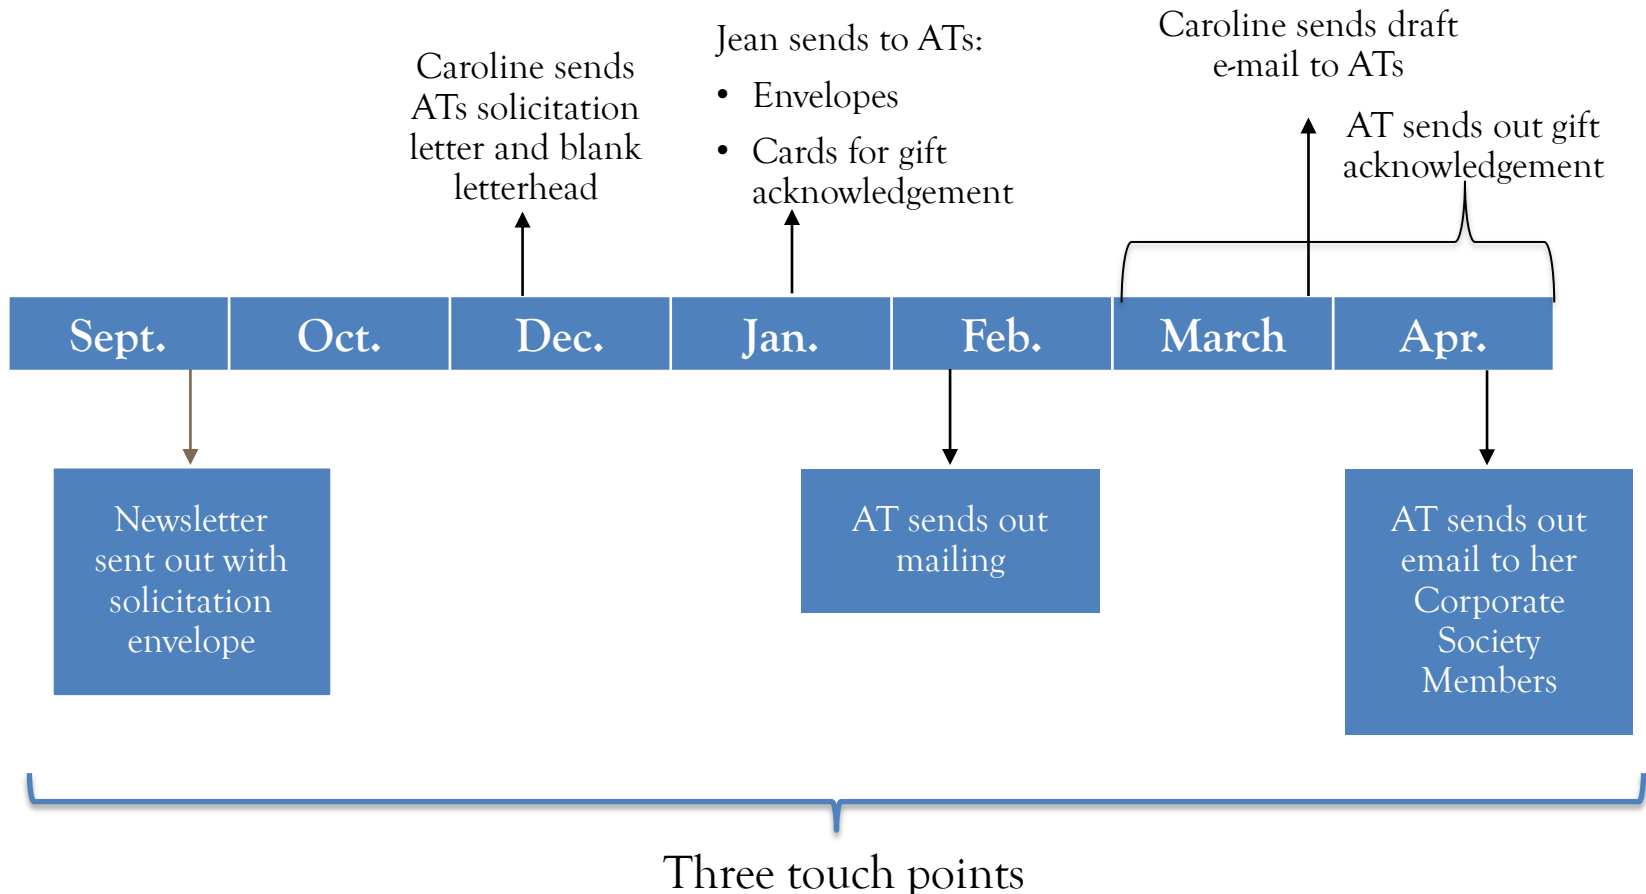 Caroline sends
ATs solicitation
letter and blank
letterhead
Jean sends to ATs:
• Envelopes
• Cards for gift
acknowledgement
Caroline sends draft
e-mail to ATs
AT sends out gift
acknowledgement
Sept.
Oct.
Dec.
Jan.
Feb.
March
Apr.
Newsletter
sent out with
solicitation
envelope
AT sends out
mailing
AT sends out
email to her
Corporate
Society
Members
Three touch points